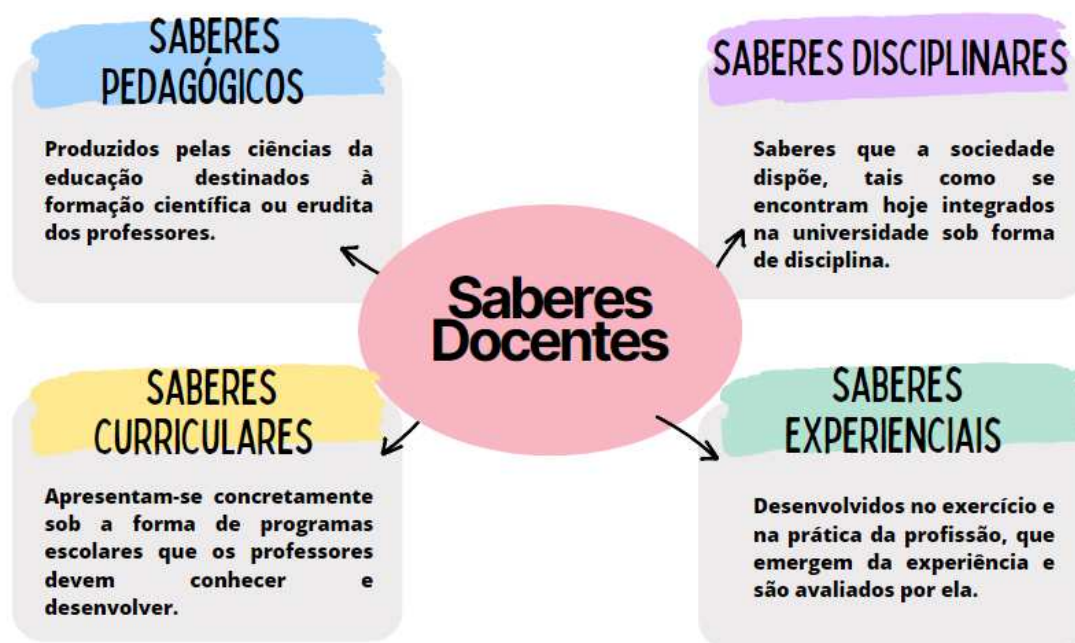 SABERES
PEDAGÓGICOS
Produzidos pelas ciências da
educação destinados à
formação científica ou erudita
dos professores.
SABERES DISCIPLINARES
Saberes que a sociedade
dispõe, tais como se
encontram hoje integrados
na universidade sob forma
de disciplina.
Saberes
Docentes
SABERES
CURRICULARES
Apresentam-se concretamente
sob a forma de programas
escolares que os professores
devem conhecer e
desenvolver.
SABERES
EXPERIENCIAIS
Desenvolvidos no exercício e
na prática da profissão, que
emergem da experiência e
são avaliados por ela.